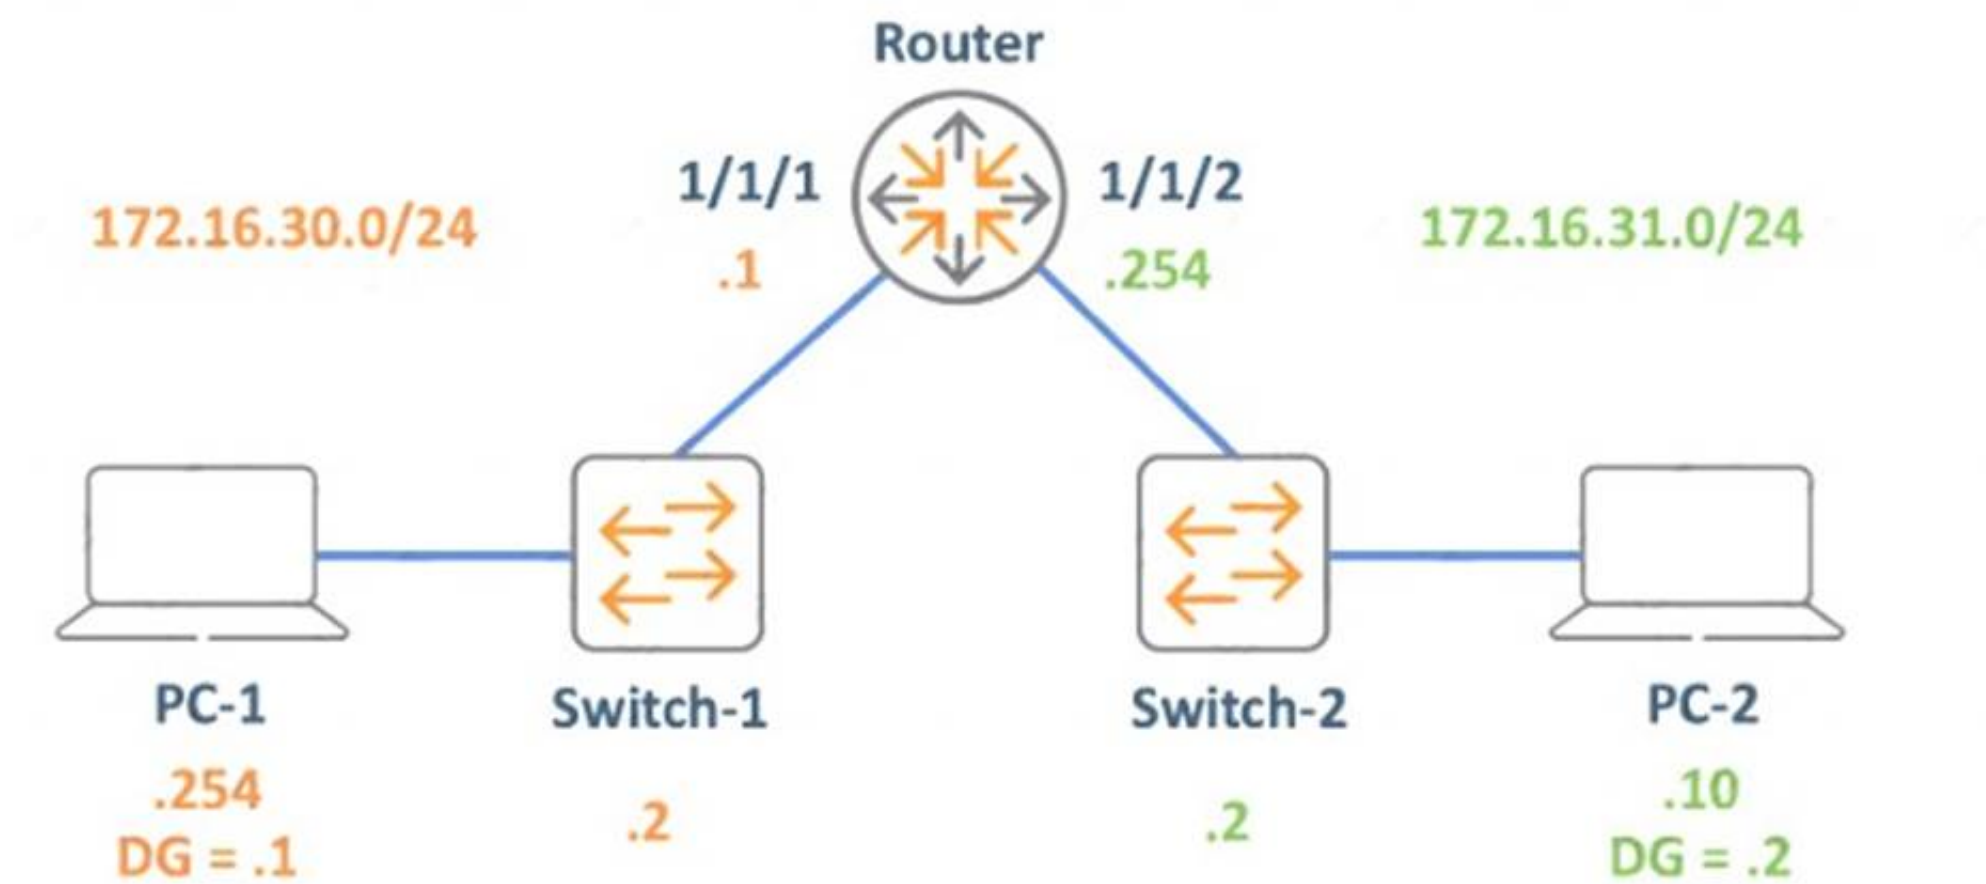 Router
1/1/1
1/1/2
172.16.30.0/24
172.16.31.0/24
.1
.254
PC-1
Switch-1
Switch-2
PC-2
.254
.2
.2
.10
DG = .1
DG = .2